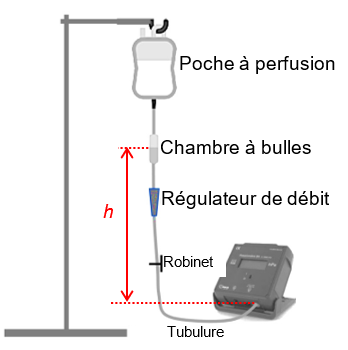 Poche à perfusion
Chambre à bulles
h
Régulateur de débit
Robinet
Tubulure